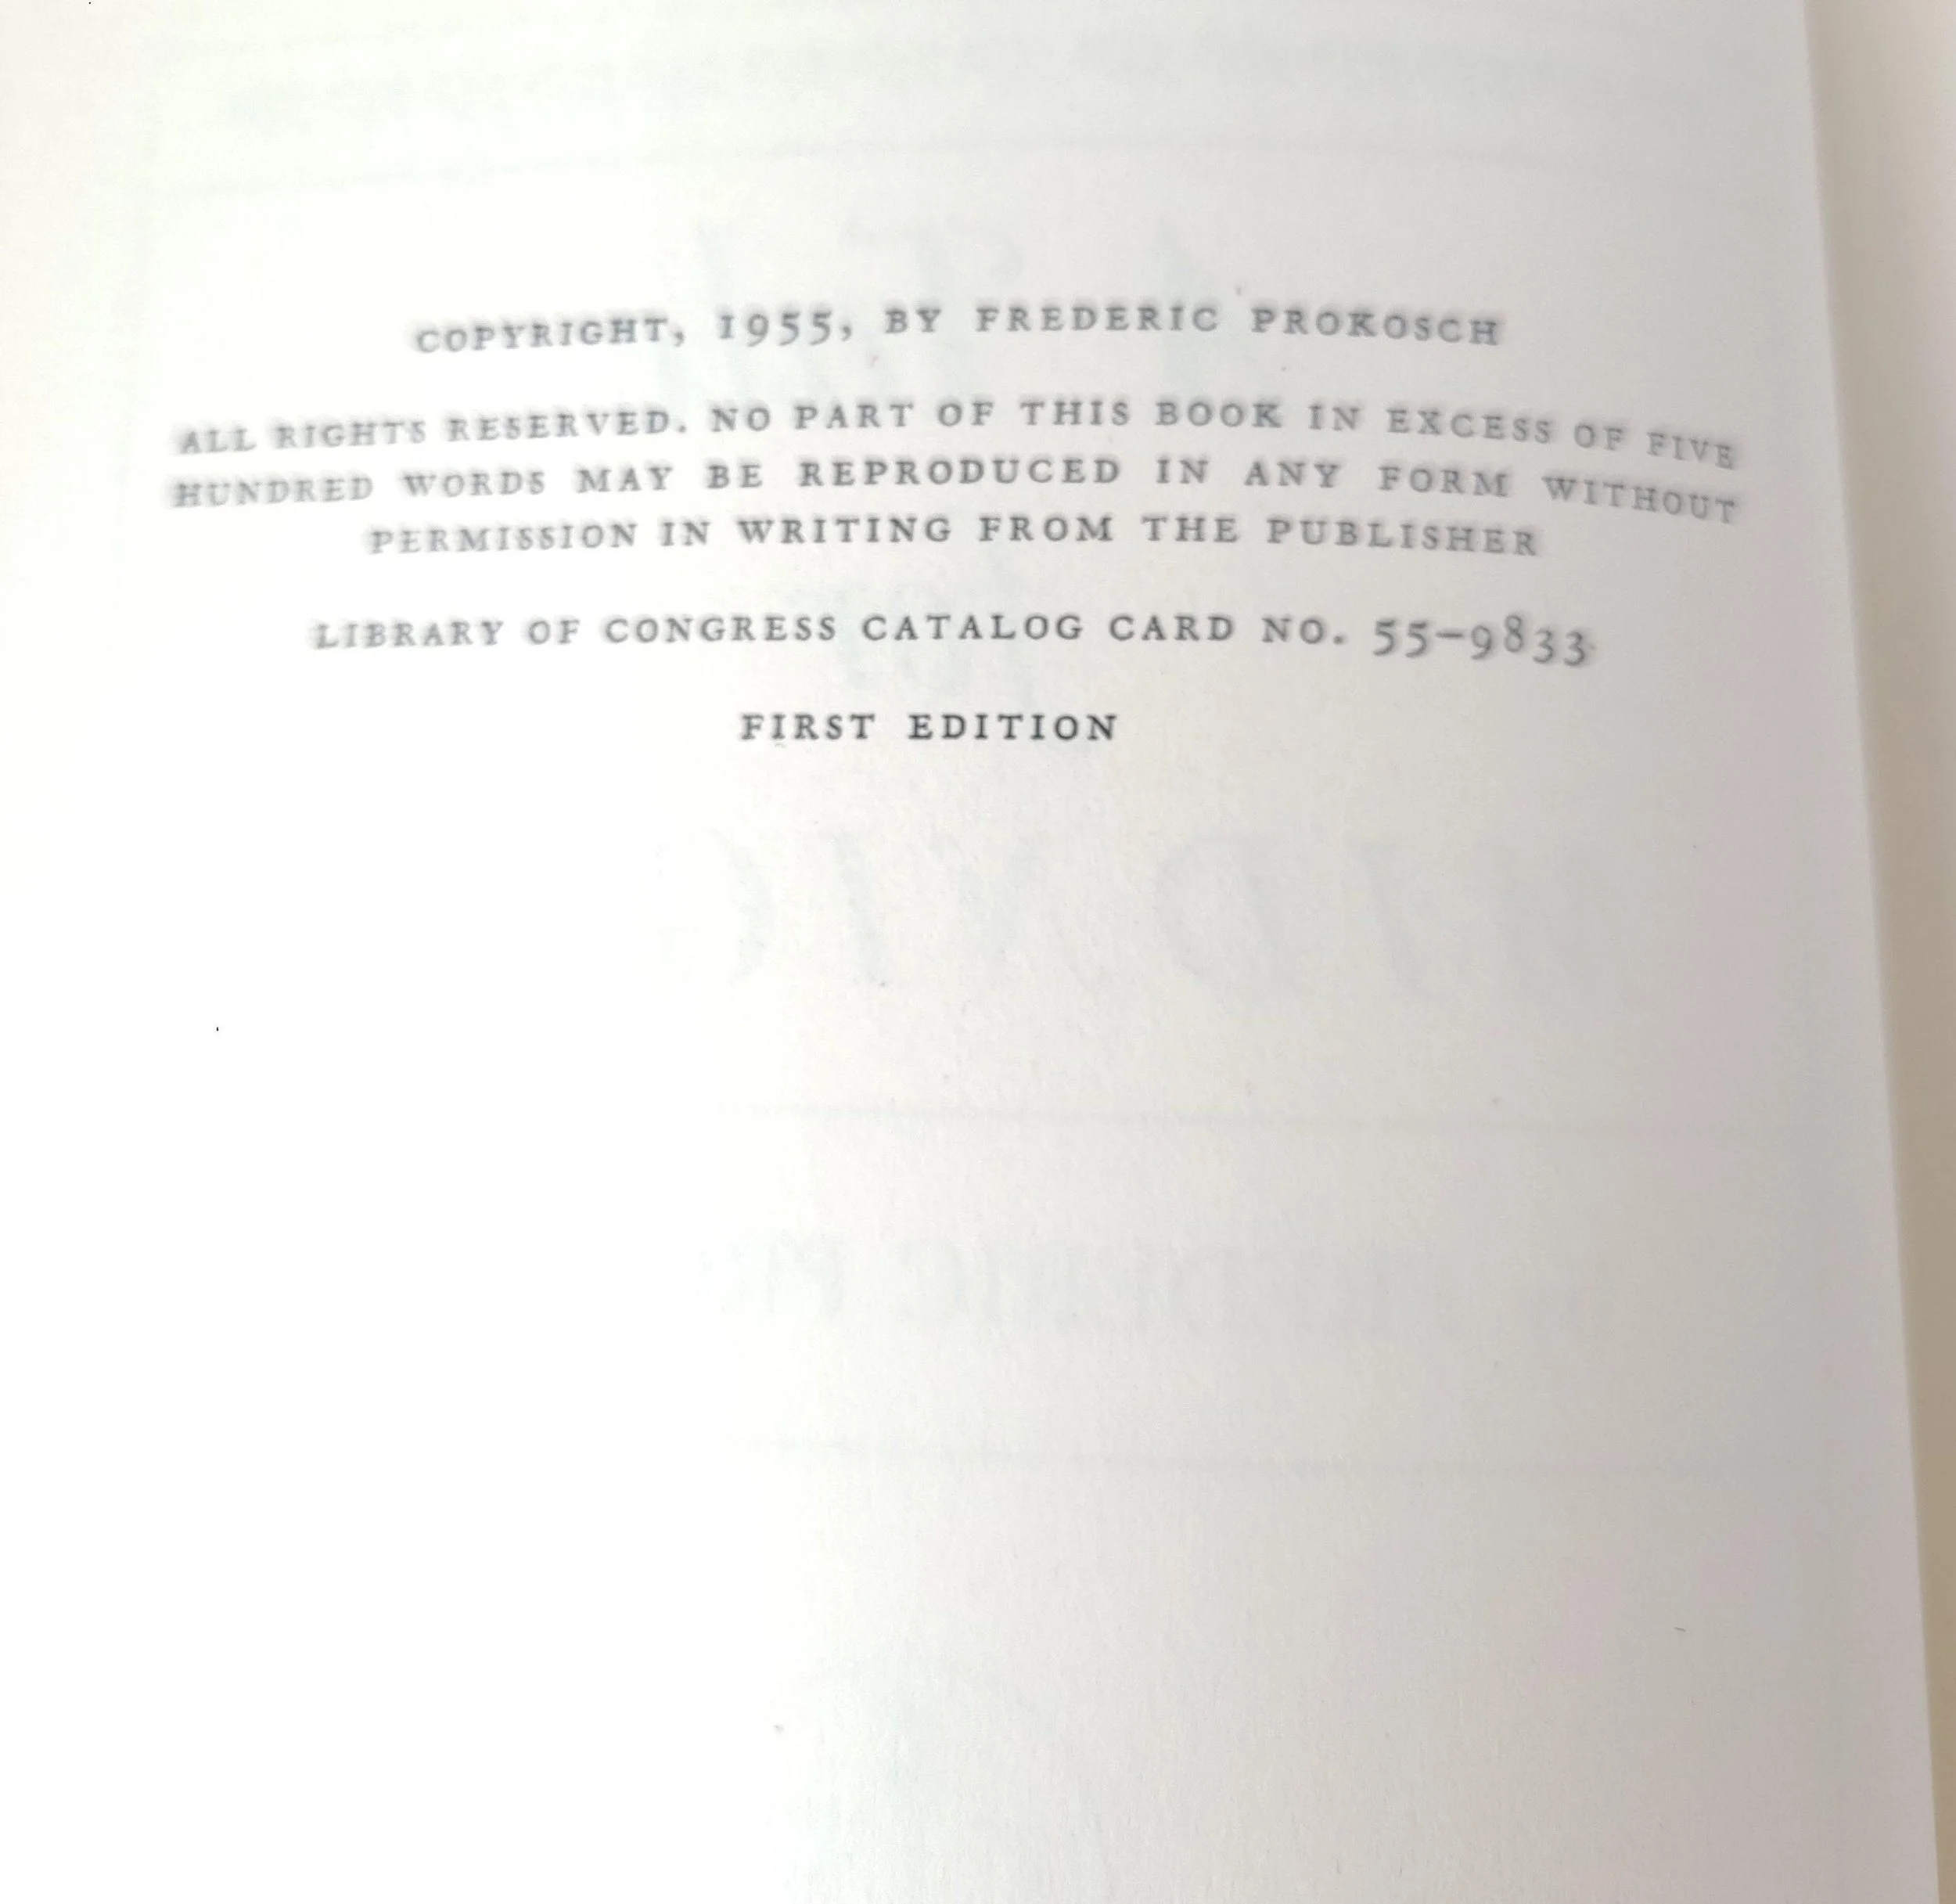 COPYRIGHT, 1955, BY FREDERIC PROKOSCH
ALL RIGHTS RESERVED. NO PART OF THIS BOOK IN EXCESS OF FIVE
HUNDRED WORDS MAY BE REPRODUCED IN ANY FORM WITHOUT
PERMISSION IN WRITING FROM THE PUBLISHER
LIBRARY OF CONGRESS CATALOG CARD NO. 55-9833
FIRST EDITION